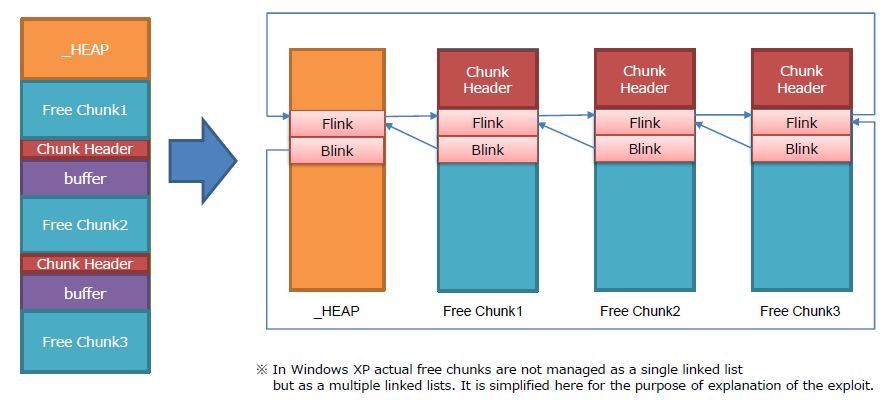 _HEAP
Free Chunk1
Chunk Header
buffer
Free Chunk2
Chunk Header
buffer
Free Chunk3
Flink
Blink
_HEAP
Chunk
Header
Flink
Blink
Free Chunk1
Chunk
Header
Flink
Blink
Free Chunk2
Chunk
Header
Flink
Blink
Free Chunk3
※ In Windows XP actual free chunks are not managed as a single linked list
but as a multiple linked lists. It is simplified here for the purpose of explanation of the exploit.